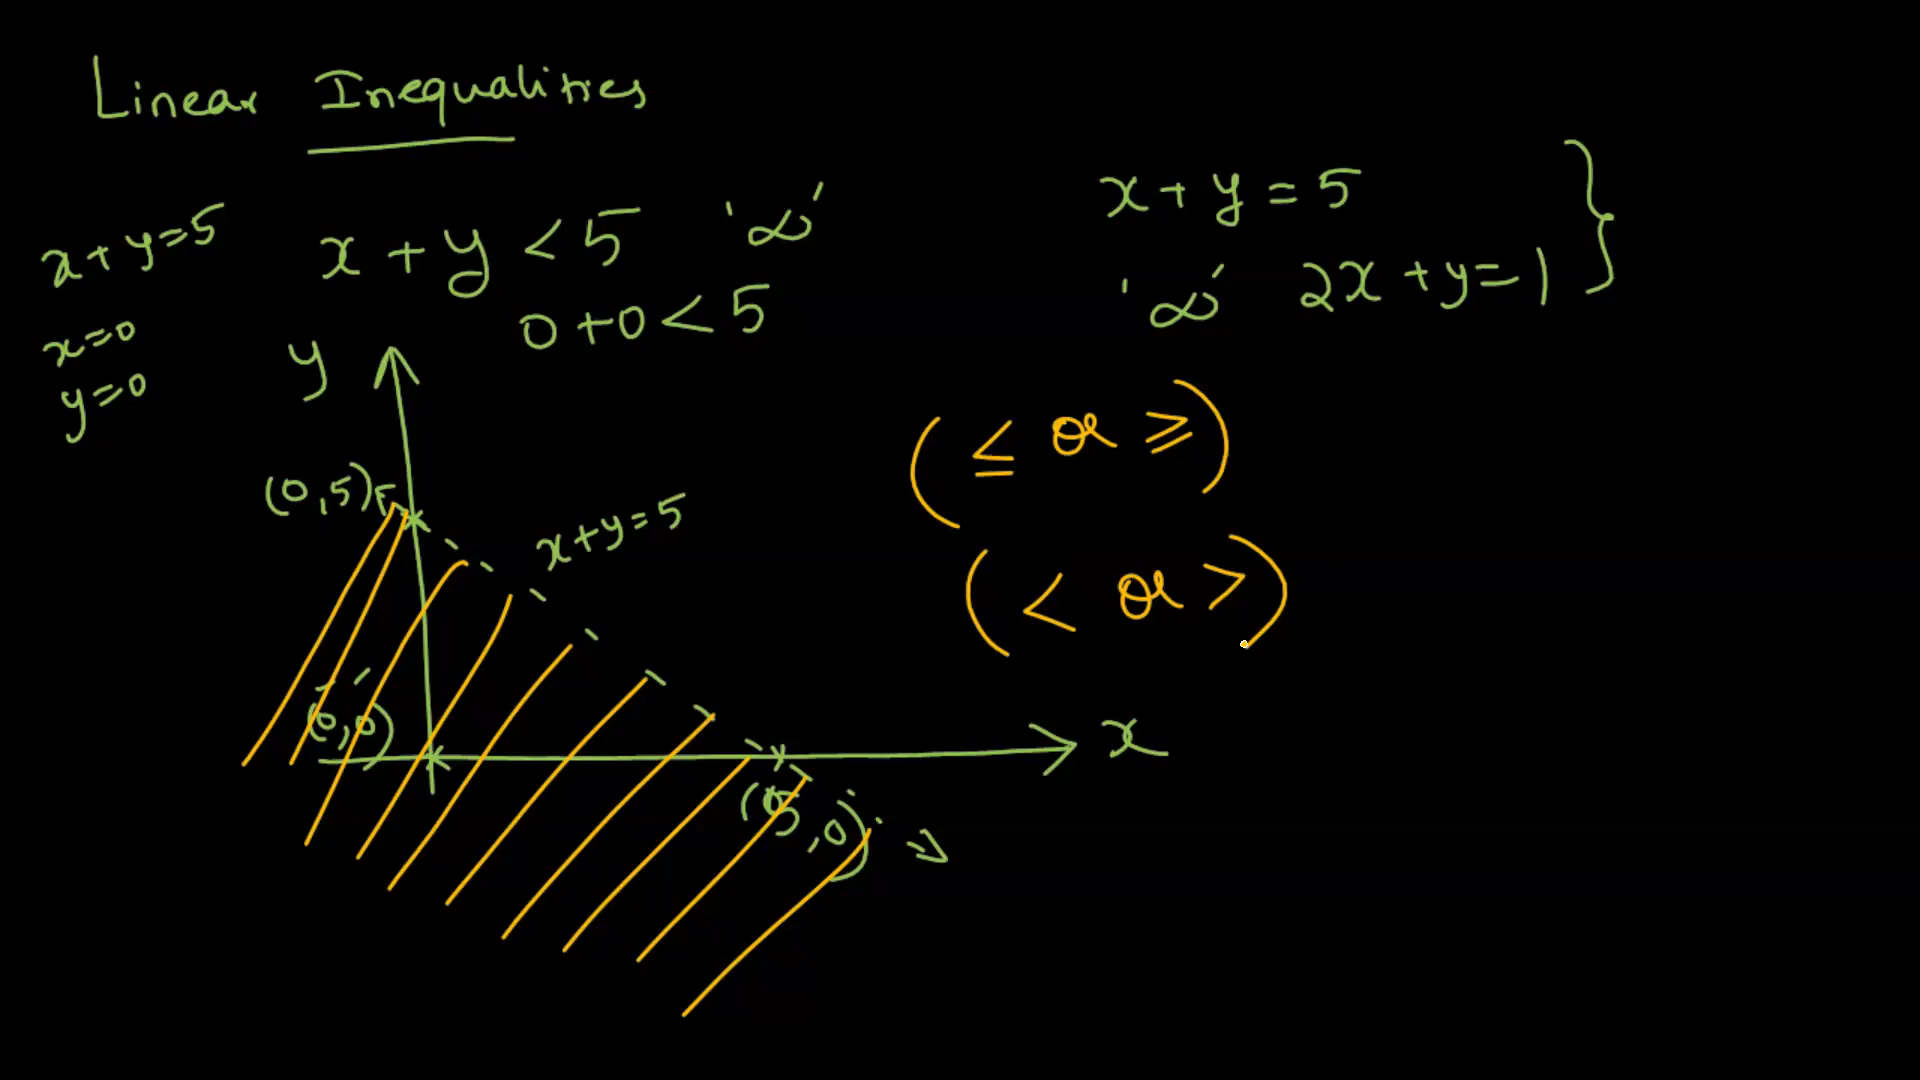 Linear Inequalities
x+y=5
x + y < 5 '∞'
0+0<5
x=0
y=0
x+y=5
'∞' 2x+y=1
y
(≤ or ≥)
(0,5)
x+y=5
(< or >)
(0,0)
x
(5,0)